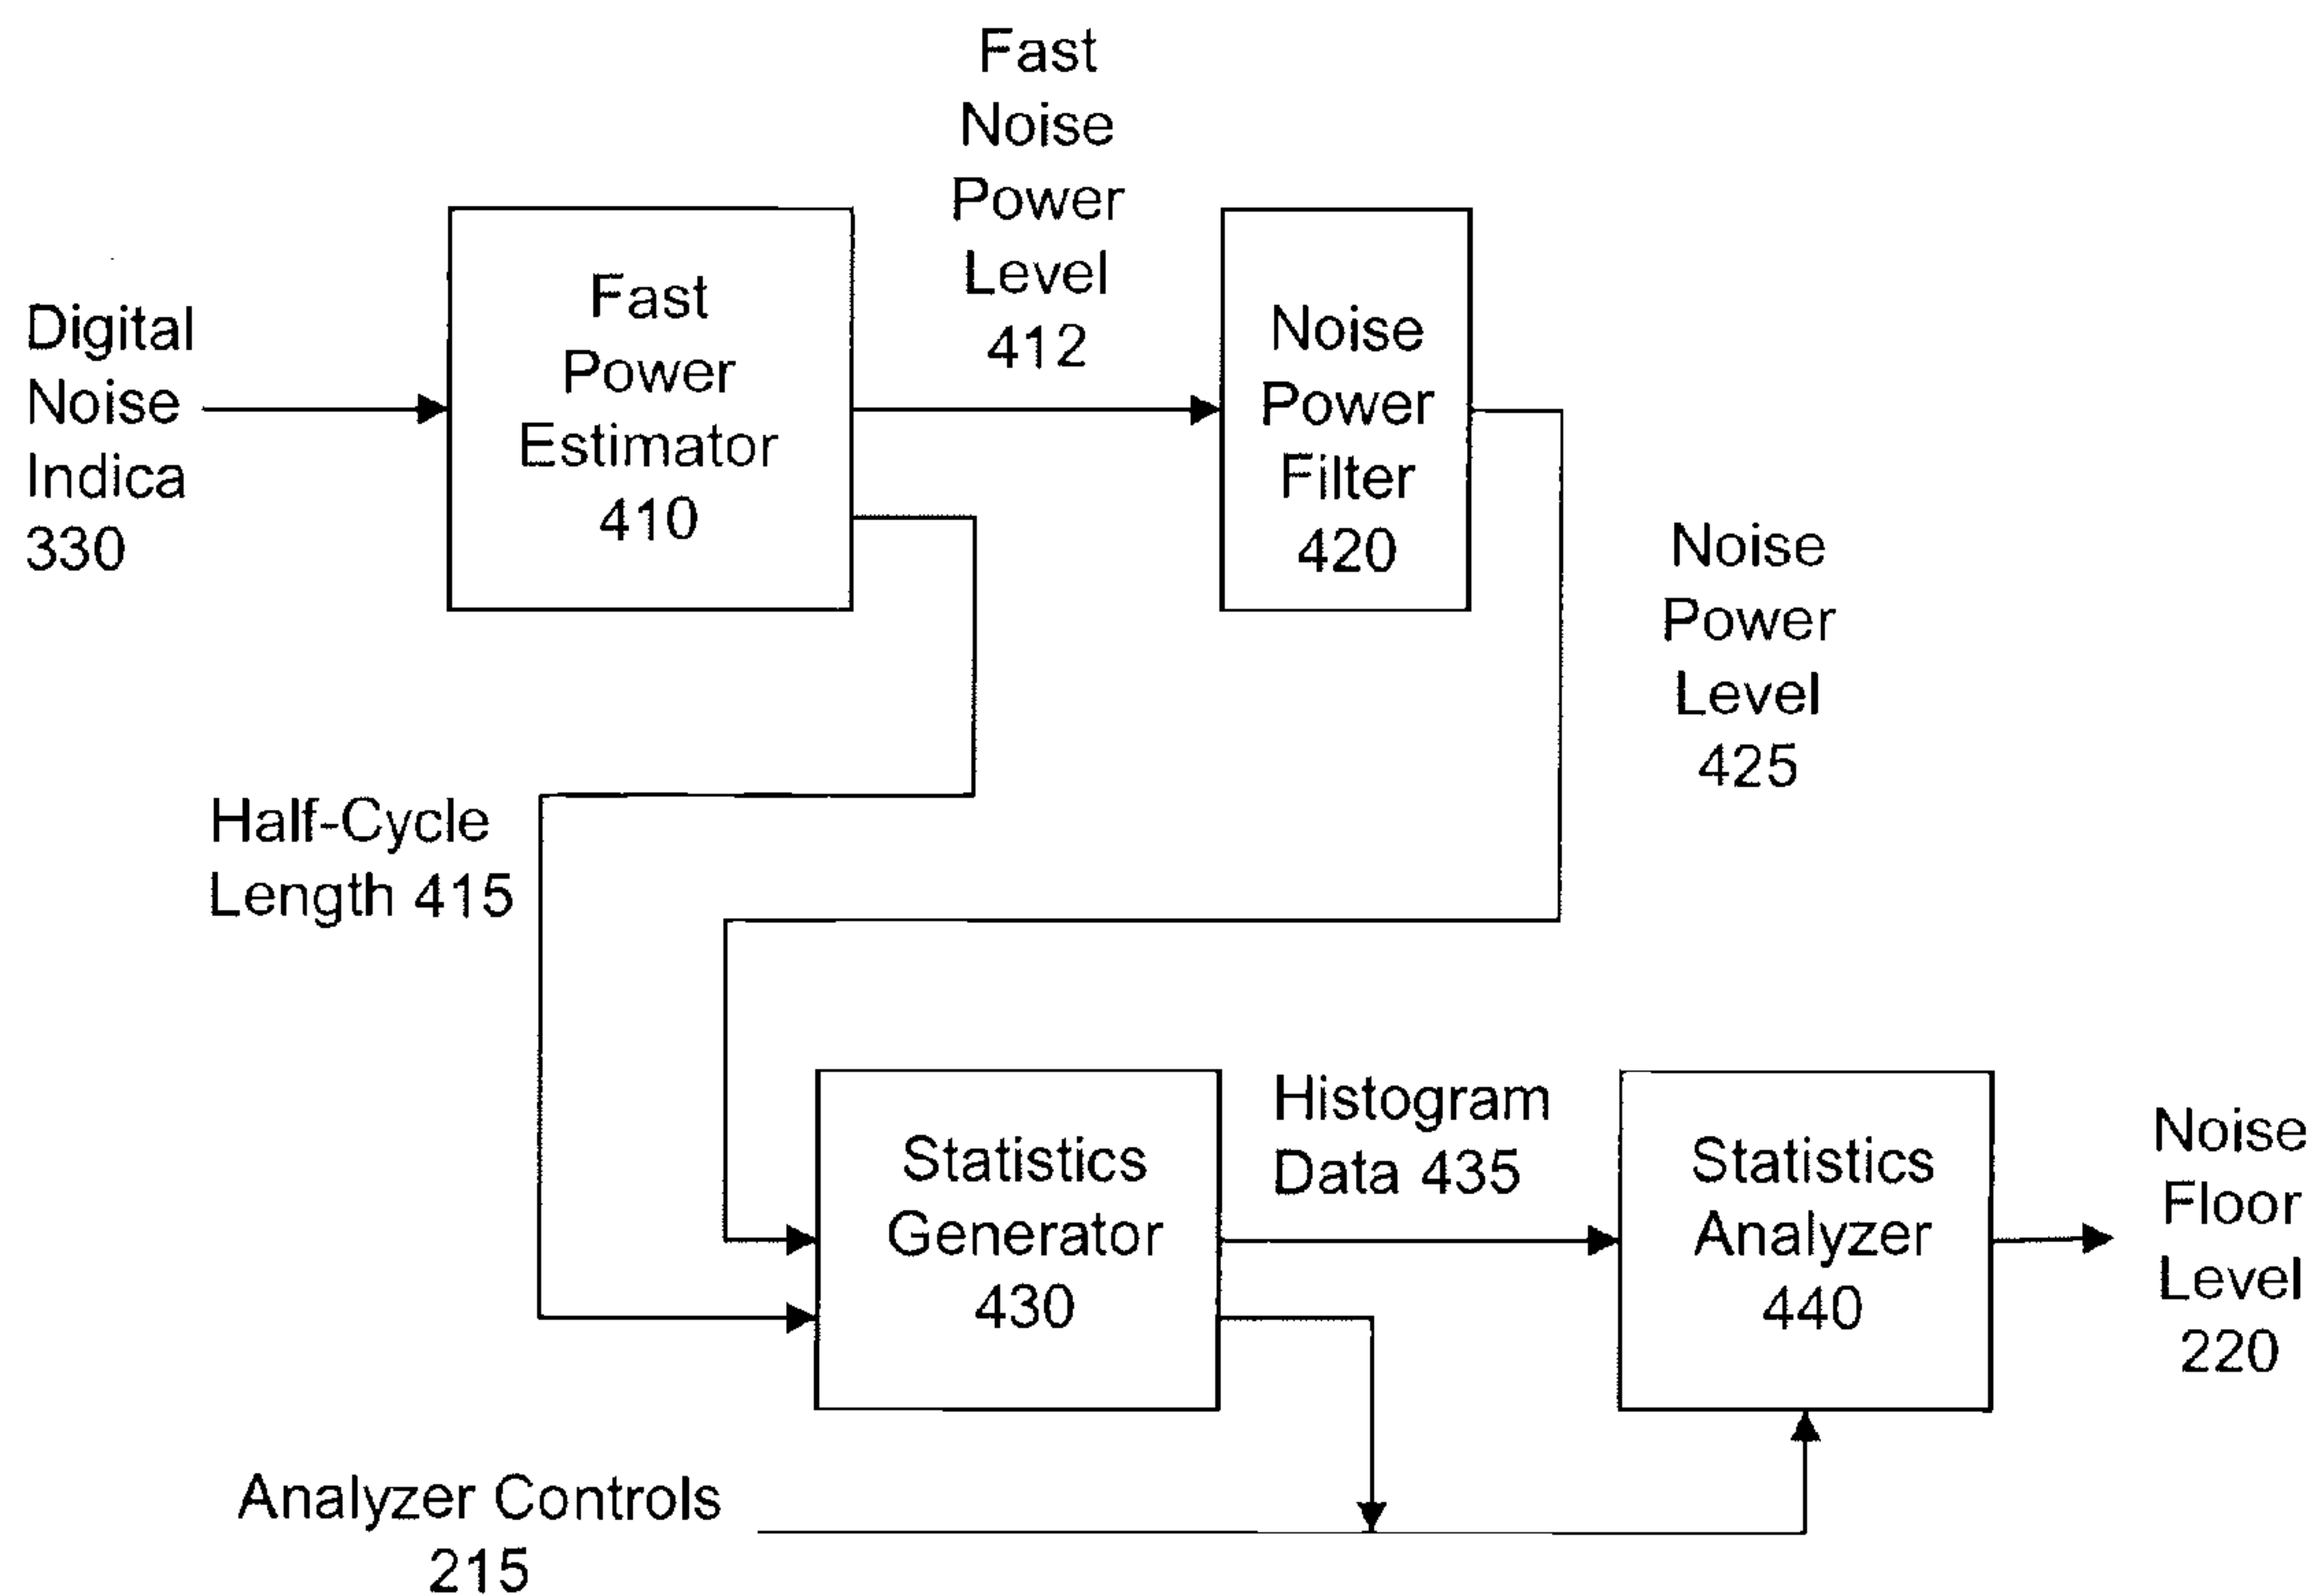 Fast
Noise
Power
Level
412
Digital
Noise
Indica
330
Fast
Power
Estimator
410
Noise
Power
Filter
420
Noise
Power
Level
425
Half-Cycle
Length 415
Statistics
Generator
430
Histogram
Data 435
Statistics
Analyzer
440
Noise
Floor
Level
220
Analyzer Controls
215